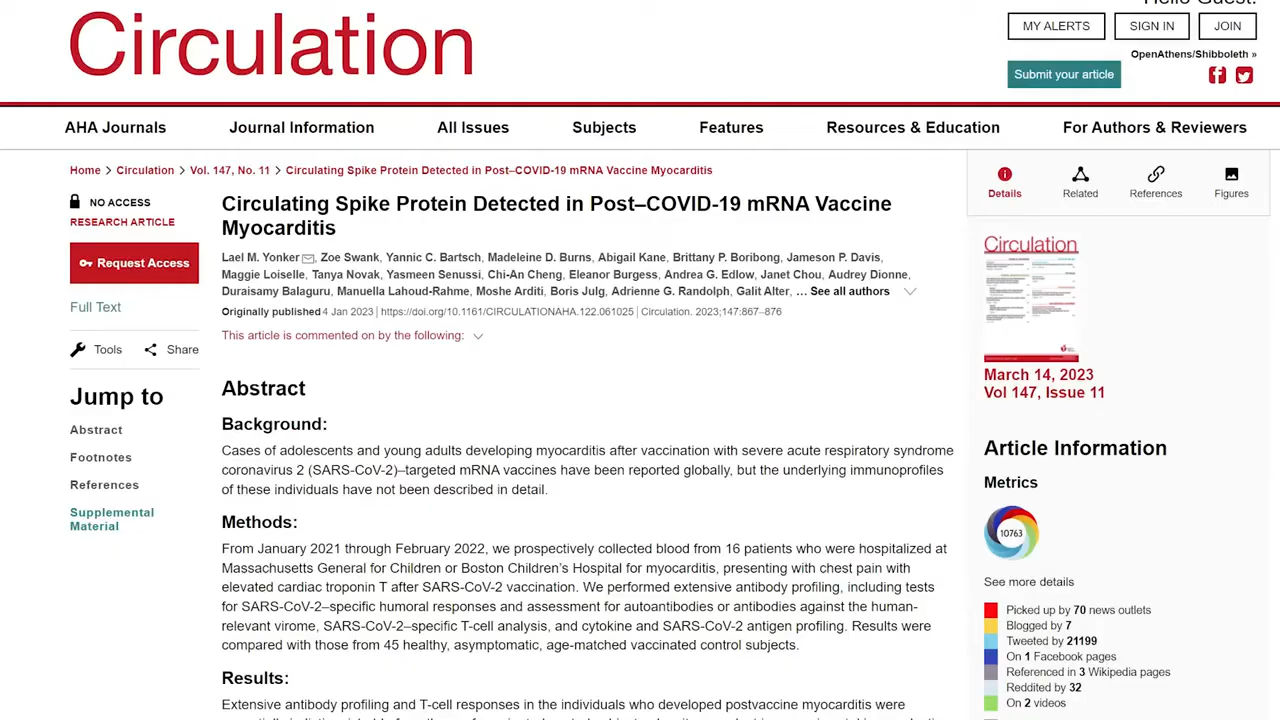 Hello Guest!
Circulation
MY ALERTS
SIGN IN
JOIN
OpenAthens/Shibboleth »
Submit your article
AHA Journals
Journal Information
All Issues
Subjects
Features
Resources & Education
For Authors & Reviewers
Home > Circulation > Vol. 147, No. 11 > Circulating Spike Protein Detected in Post–COVID-19 mRNA Vaccine Myocarditis
NO ACCESS
RESEARCH ARTICLE
Request Access
Full Text
Tools
Share
Jump to
Abstract
Footnotes
References
Supplemental
Material
Circulating Spike Protein Detected in Post–COVID-19 mRNA Vaccine
Myocarditis
Lael M. Yonker, Zoe Swank, Yannic C. Bartsch, Madeleine D. Burns, Abigail Kane, Brittany P. Boribong, Jameson P. Davis,
Maggie Loiselle, Tanya Novak, Yasmeen Senussi, Chi-An Cheng, Eleanor Burgess, Andrea G. Edlow, Janet Chou, Audrey Dionne,
Duraisamy Balaguru, Manuella Lahoud-Rahme, Moshe Arditi, Boris Julg, Adrienne G. Randolph, Galit Alter, ... See all authors
Originally published 4 Jan 2023 | https://doi.org/10.1161/CIRCULATIONAHA.122.061025 | Circulation. 2023;147:867–876
This article is commented on by the following:
Abstract
Background:
Cases of adolescents and young adults developing myocarditis after vaccination with severe acute respiratory syndrome
coronavirus 2 (SARS-CoV-2)–targeted mRNA vaccines have been reported globally, but the underlying immunoprofiles
of these individuals have not been described in detail.
Methods:
From January 2021 through February 2022, we prospectively collected blood from 16 patients who were hospitalized at
Massachusetts General for Children or Boston Children's Hospital for myocarditis, presenting with chest pain with
elevated cardiac troponin T after SARS-CoV-2 vaccination. We performed extensive antibody profiling, including tests
for SARS-CoV-2–specific humoral responses and assessment for autoantibodies or antibodies against the human-
relevant virome, SARS-CoV-2–specific T-cell analysis, and cytokine and SARS-CoV-2 antigen profiling. Results were
compared with those from 45 healthy, asymptomatic, age-matched vaccinated control subjects.
Results:
Extensive antibody profiling and T-cell responses in the individuals who developed postvaccine myocarditis were
Details
Related
References
Figures
Circulation
March 14, 2023
Vol 147, Issue 11
Article Information
Metrics
10763
See more details
Picked up by 70 news outlets
Blogged by 7
Tweeted by 21199
On 1 Facebook pages
Referenced in 3 Wikipedia pages
Reddited by 32
On 2 videos